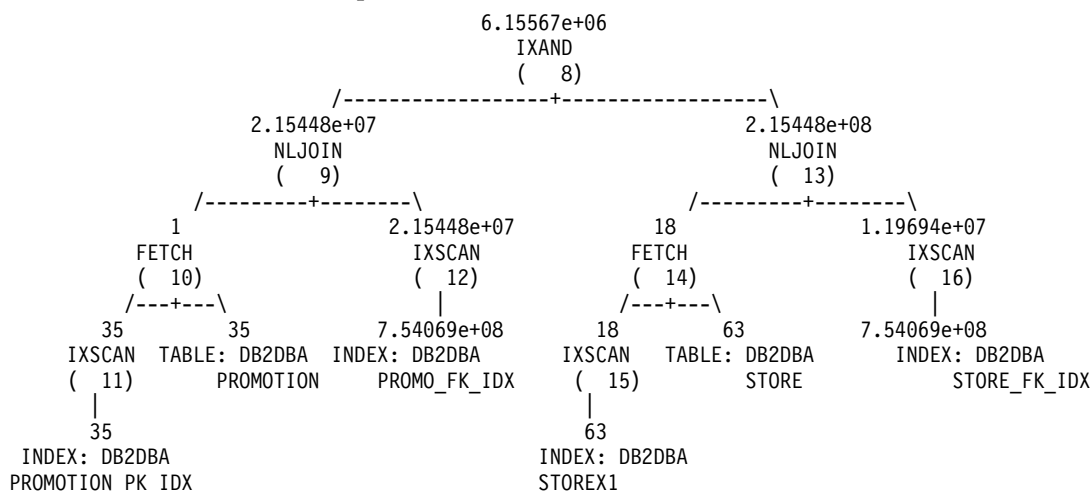 6.15567e+06
IXAND
(   8)
/------------------+------------------\
2.15448e+07 2.15448e+08
NLJOIN NLJOIN
(   9) (  13)
/---------+--------\ /---------+--------\
1 2.15448e+07 18 1.19694e+07
FETCH IXSCAN FETCH IXSCAN
(  10) (  12) (  14) (  16)
/---+---\ | /---+---\ |
35 35 7.54069e+08 18 63 7.54069e+08
IXSCAN TABLE: DB2DBA INDEX: DB2DBA IXSCAN TABLE: DB2DBA INDEX: DB2DBA
(  11) PROMOTION PROMO_FK_IDX (  15) STORE STORE_FK_IDX
| |
35 63
INDEX: DB2DBA INDEX: DB2DBA
PROMOTION PK IDX STOREX1